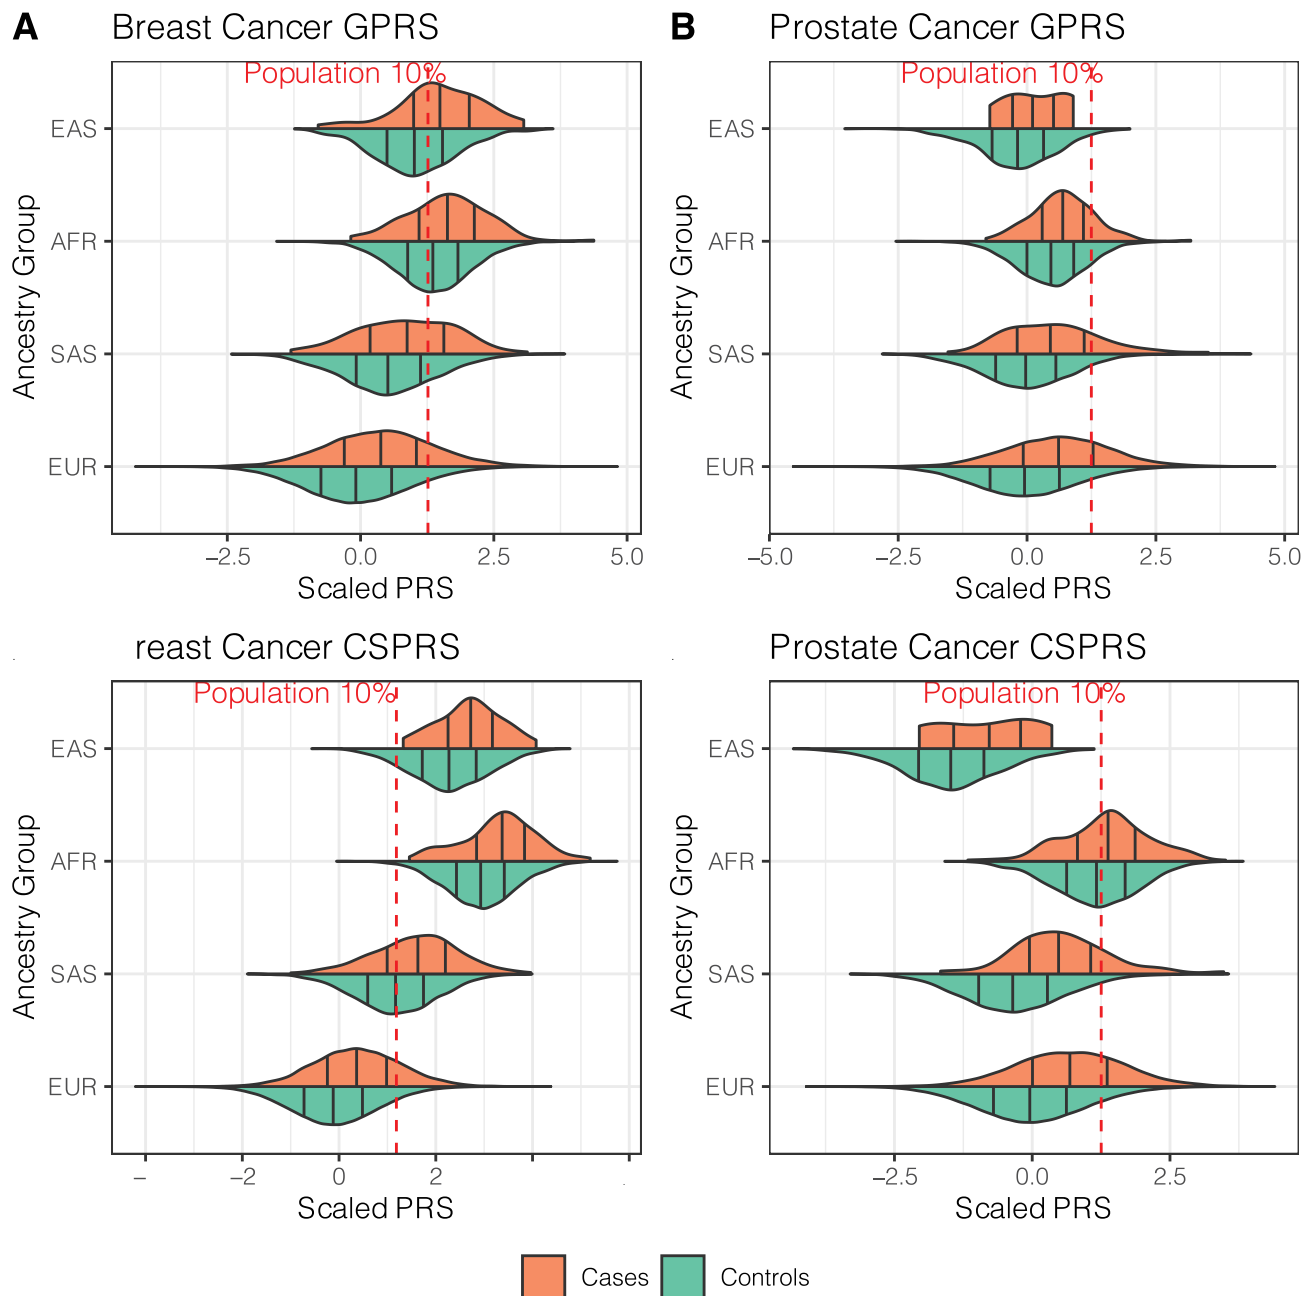 A Breast Cancer GPRS
Population 10%
EAS
AFR
SAS
EUR
Ancestry Group
−2.5 0.0 2.5 5.0
Scaled PRS
B Prostate Cancer GPRS
Population 10%
EAS
AFR
SAS
EUR
Ancestry Group
−5.0 −2.5 0.0 2.5 5.0
Scaled PRS
reast Cancer CSPRS
Population 10%
EAS
AFR
SAS
EUR
Ancestry Group
− −2 0 2
Scaled PRS
Prostate Cancer CSPRS
Population 10%
EAS
AFR
SAS
EUR
Ancestry Group
−2.5 0.0 2.5
Scaled PRS
Cases Controls